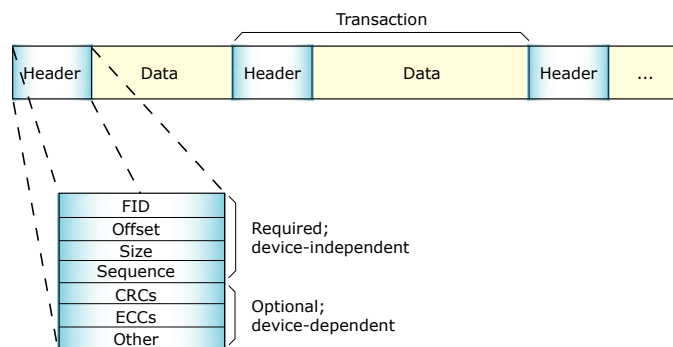 Transaction
Header Data Header Data Header ...
FID
Offset
Size
Sequence
Required;
device-independent
CRCs
ECCs
Other
Optional;
device-dependent